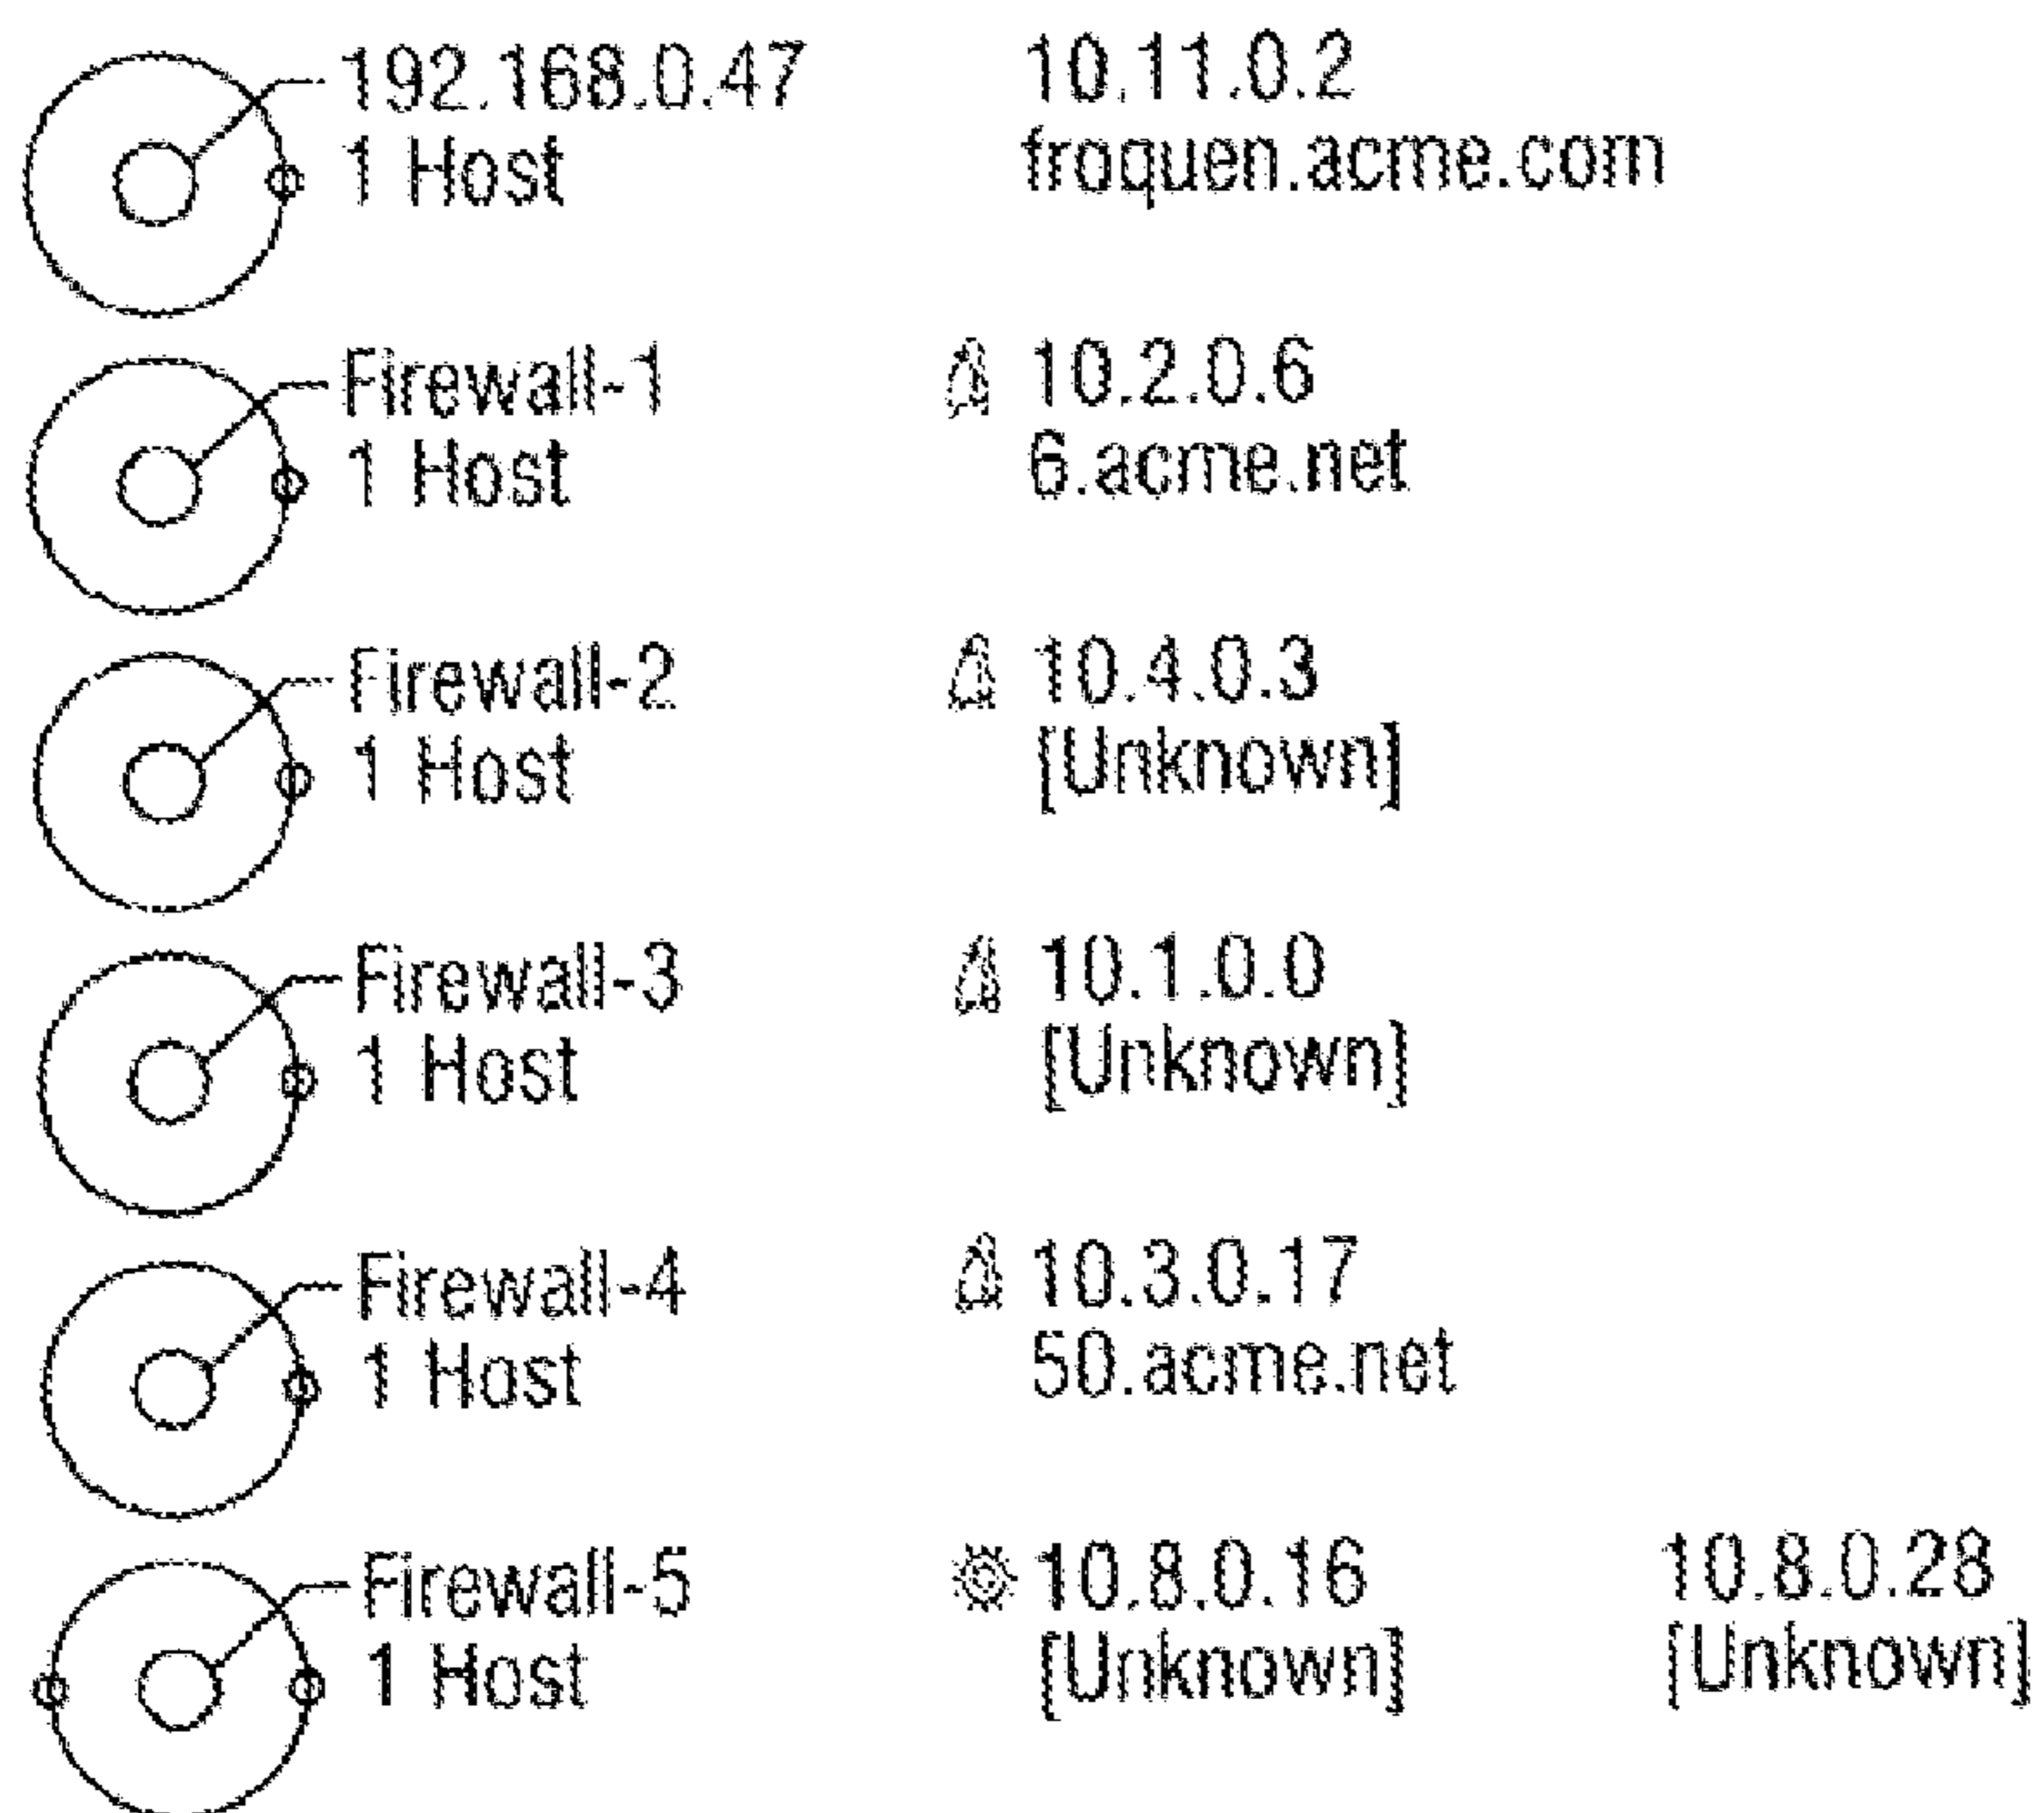 192.168.0.47
1 Host
10.11.0.2
froquen.acme.com
Firewall-1
1 Host
10.2.0.6
6.acme.net
Firewall-2
1 Host
10.4.0.3
[Unknown]
Firewall-3
1 Host
10.1.0.0
[Unknown]
Firewall-4
1 Host
10.3.0.17
50.acme.net
Firewall-5
1 Host
10.8.0.16
[Unknown]
10.8.0.28
[Unknown]